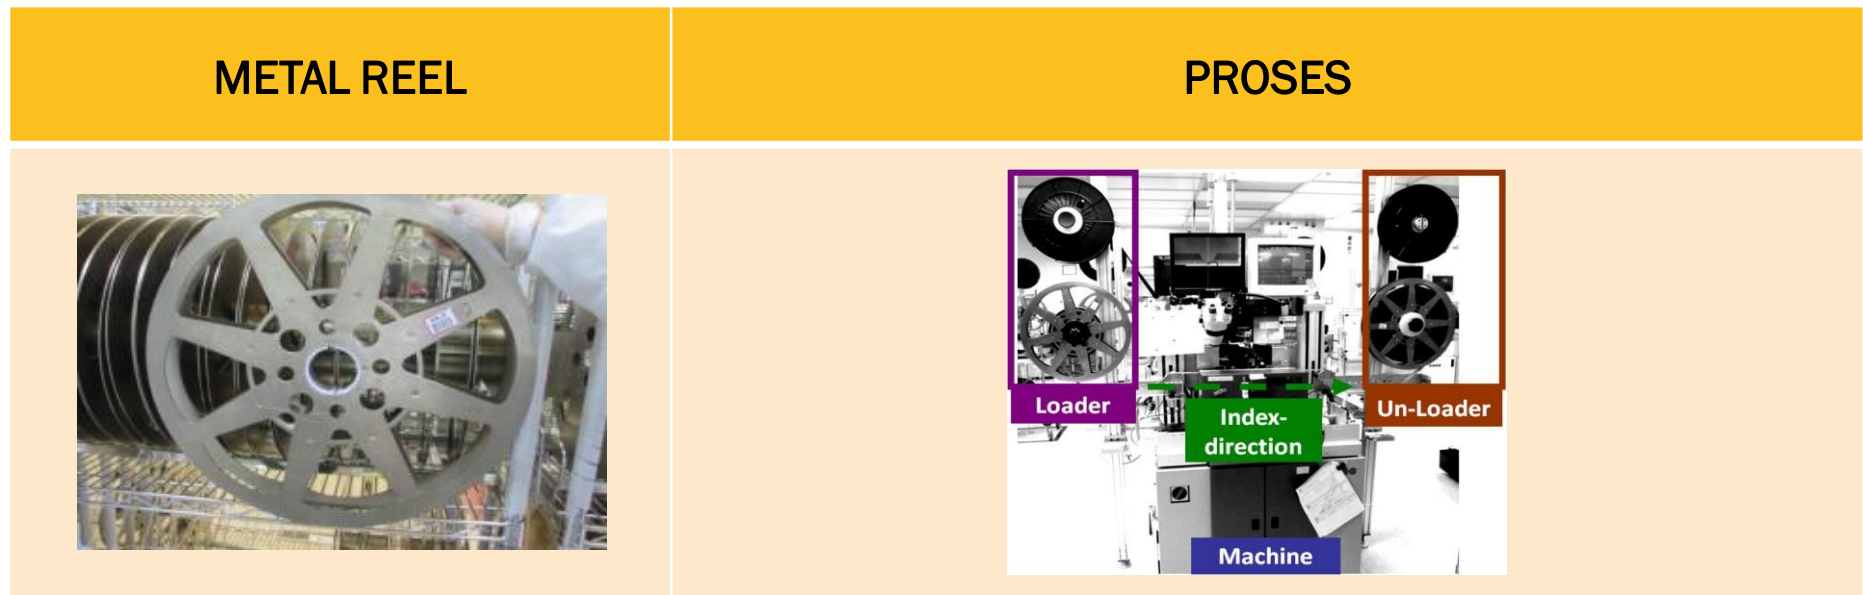 METAL REEL
PROSES
Loader
Index-
direction
Un-Loader
Machine